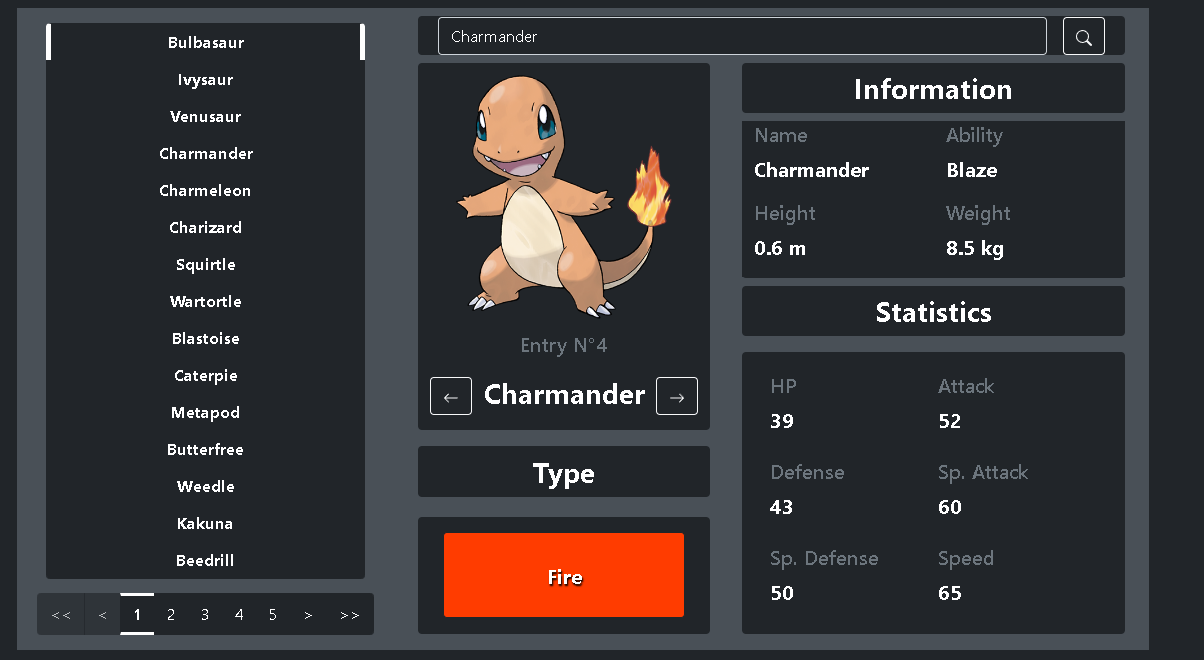 Bulbasaur
Ivysaur
Venusaur
Charmander
Charmeleon
Charizard
Squirtle
Wartortle
Blastoise
Caterpie
Metapod
Butterfree
Weedle
Kakuna
Beedrill
<< < 1 2 3 4 5 > >>
Charmander
Entry N°4
← Charmander →
Type
Fire
Information
Name Ability
Charmander Blaze
Height Weight
0.6 m 8.5 kg
Statistics
HP Attack
39 52
Defense Sp. Attack
43 60
Sp. Defense Speed
50 65